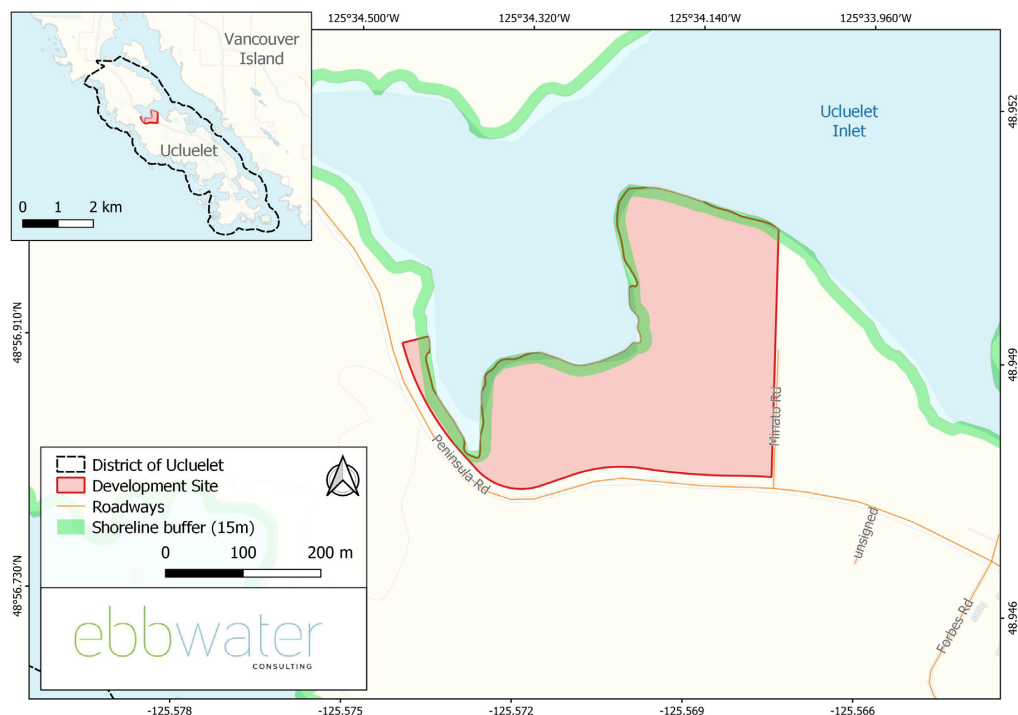 125°34.500'W
125°34.320'W
125°34.140'W
125°33.960'W
Vancouver
Island
Ucluelet
0 1 2 km
Ucluelet
Inlet
48.952
48°56.910'N
48.949
Minato Rd
Peninsula Rd
District of Ucluelet
Development Site
Roadways
Shoreline buffer (15m)
0 100 200 m
unsigned
48°56.730'N
48.946
Forbes Rd
ebbwater
CONSULTING
-125.578
-125.575
-125.572
-125.569
-125.566